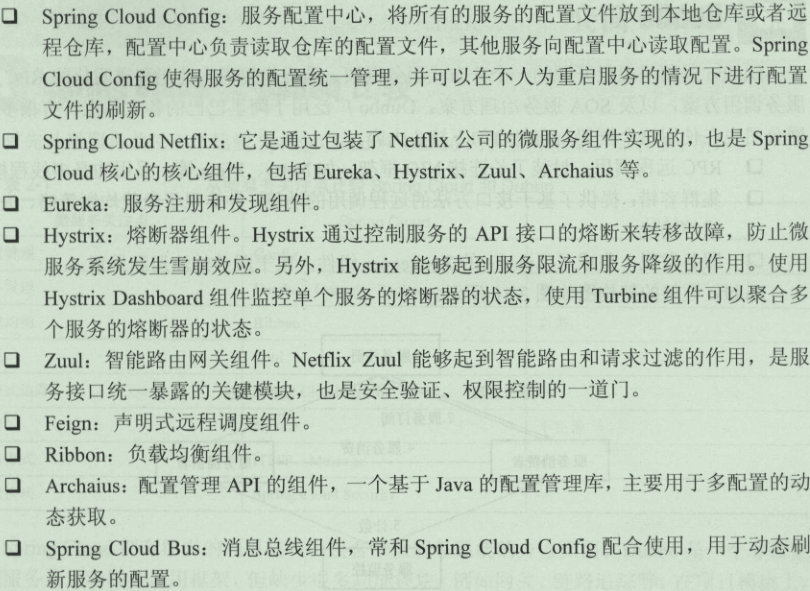 ❑ Spring Cloud Config：服务配置中心，将所有的服务的配置文件放到本地仓库或者远
程仓库，配置中心负责读取仓库的配置文件，其他服务向配置中心读取配置。Spring
Cloud Config 使得服务的配置统一管理，并可以在不人为重启服务的情况下进行配置
文件的刷新。
❑ Spring Cloud Netflix：它是通过包装了 Netflix 公司的微服务组件实现的，也是 Spring
Cloud 核心的核心组件，包括 Eureka、Hystrix、Zuul、Archaius 等。
❑ Eureka：服务注册和发现组件。
❑ Hystrix：熔断器组件。Hystrix 通过控制服务的 API 接口的熔断来转移故障，防止微
服务系统发生雪崩效应。另外，Hystrix 能够起到服务限流和服务降级的作用。使用
Hystrix Dashboard 组件监控单个服务的熔断器的状态，使用 Turbine 组件可以聚合多
个服务的熔断器的状态。
❑ Zuul：智能路由网关组件。Netflix Zuul 能够起到智能路由和请求过滤的作用，是服
务接口统一暴露的关键模块，也是安全验证、权限控制的一道门。
❑ Feign：声明式远程调度组件。
❑ Ribbon：负载均衡组件。
❑ Archaius：配置管理 API 的组件，一个基于 Java 的配置管理库，主要用于多配置的动
态获取。
❑ Spring Cloud Bus：消息总线组件，常和 Spring Cloud Config 配合使用，用于动态刷
新服务的配置。